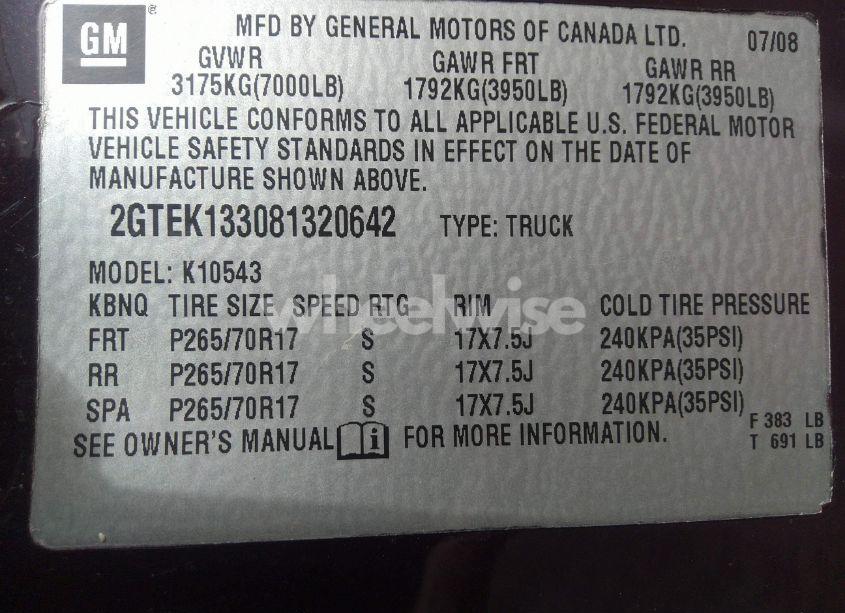 GM
®
MFD BY GENERAL MOTORS OF CANADA LTD. 07/08
GVWR GAWR FRT GAWR RR
3175KG(7000LB) 1792KG(3950LB) 1792KG(3950LB)
THIS VEHICLE CONFORMS TO ALL APPLICABLE U.S. FEDERAL MOTOR
VEHICLE SAFETY STANDARDS IN EFFECT ON THE DATE OF
MANUFACTURE SHOWN ABOVE.
2GTEK133081320642 TYPE: TRUCK
MODEL: K10543
KBNQ TIRE SIZE SPEED RTG RIM COLD TIRE PRESSURE
FRT P265/70R17 S 17X7.5J 240KPA(35PSI)
RR P265/70R17 S 17X7.5J 240KPA(35PSI)
SPA P265/70R17 S 17X7.5J 240KPA(35PSI)
F 383 LB
T 691 LB
SEE OWNER'S MANUAL i FOR MORE INFORMATION.
wheelwise